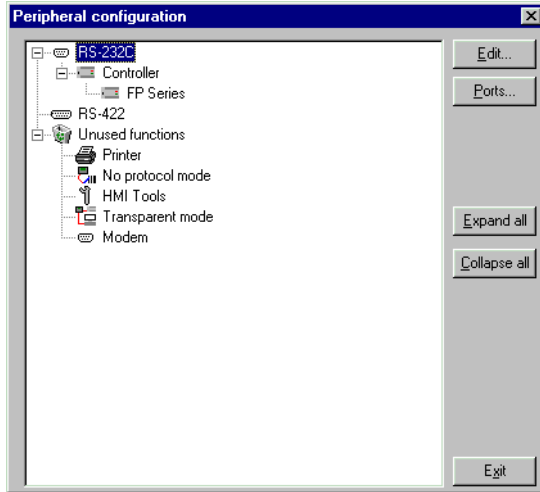 Peripheral configuration
RS-232C
Controller
FP Series
RS-422
Unused functions
Printer
No protocol mode
HMI Tools
Transparent mode
Modem
Edit...
Ports...
Expand all
Collapse all
Exit